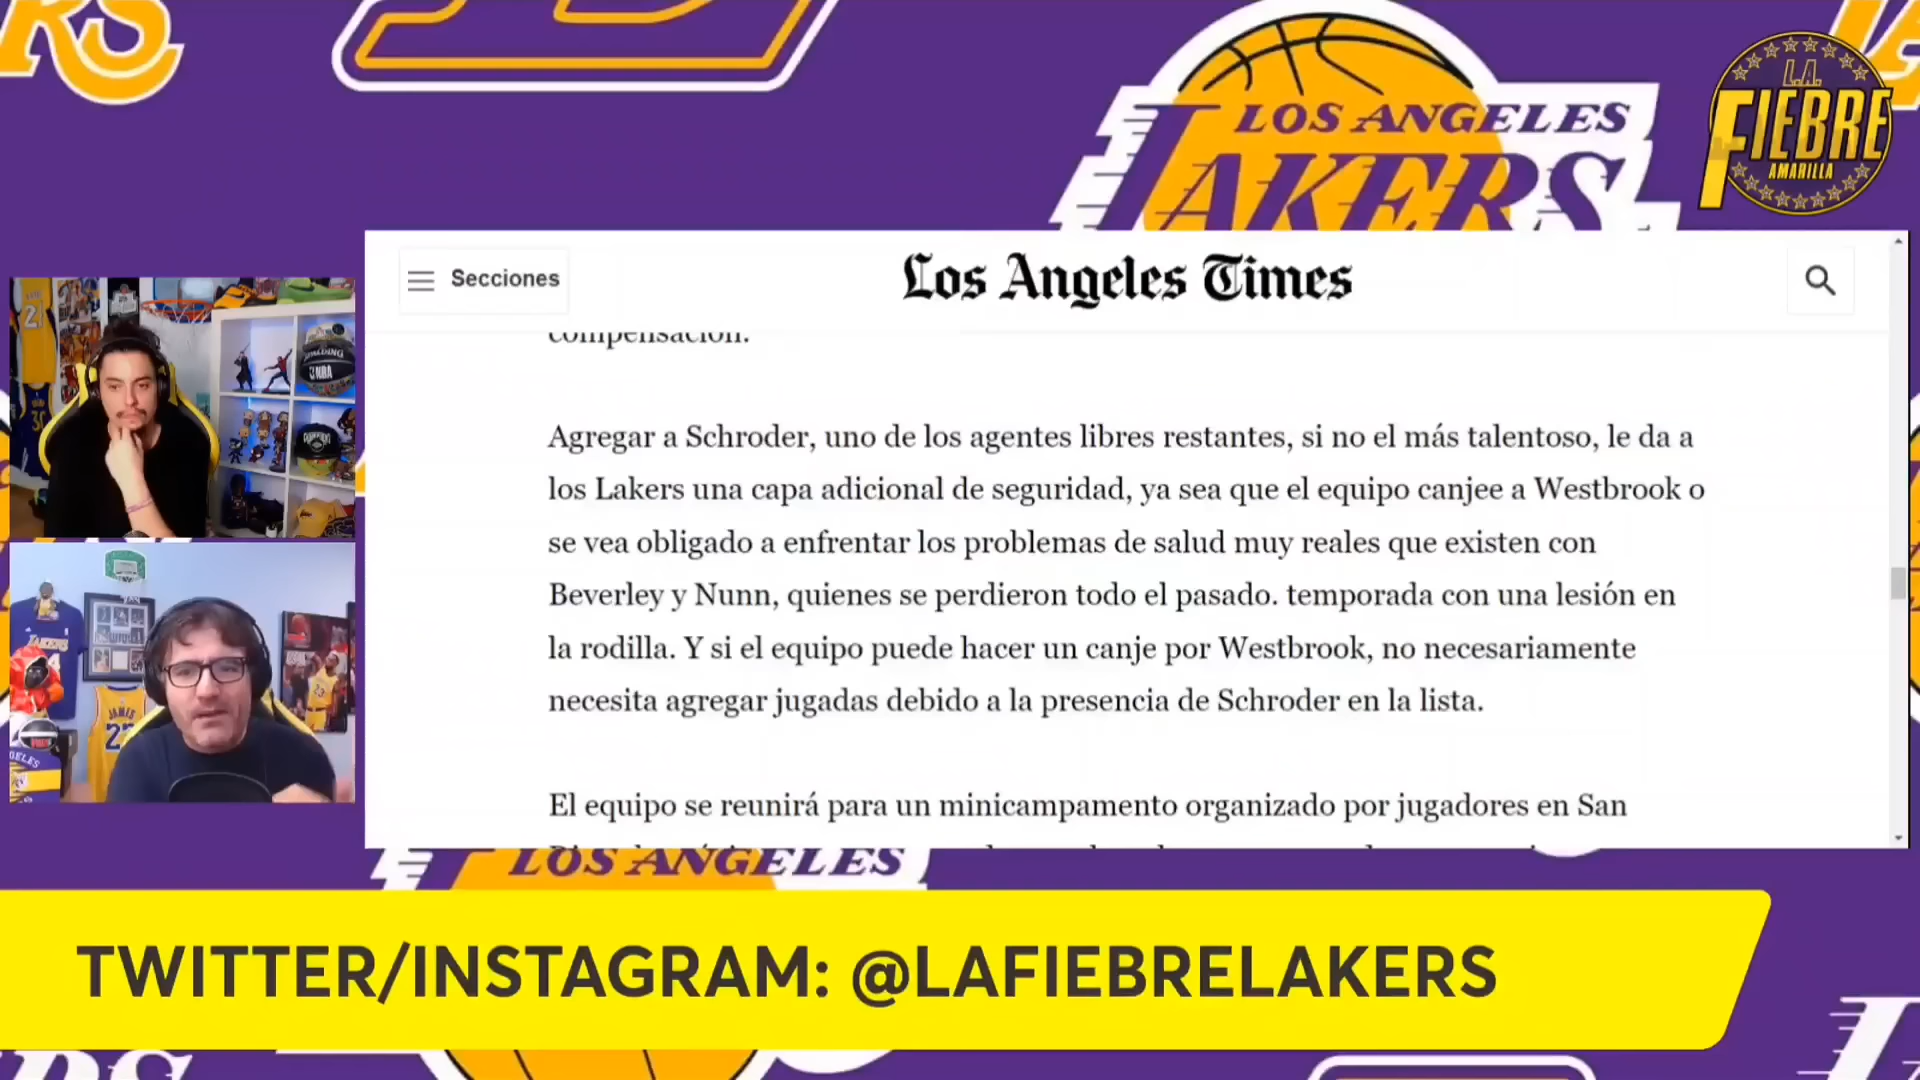 LOS ANGELES
LAKERS
L.A.
FIEBRE
AMARILLA
Secciones
Los Angeles Times
compensación.
Agregar a Schroder, uno de los agentes libres restantes, si no el más talentoso, le da a
los Lakers una capa adicional de seguridad, ya sea que el equipo canjee a Westbrook o
se vea obligado a enfrentar los problemas de salud muy reales que existen con
Beverley y Nunn, quienes se perdieron todo el pasado. temporada con una lesión en
la rodilla. Y si el equipo puede hacer un canje por Westbrook, no necesariamente
necesita agregar jugadas debido a la presencia de Schroder en la lista.
El equipo se reunirá para un minicampamento organizado por jugadores en San
SPALDING
NBA
LAKERS
JAMES
LOS ANGELES
TWITTER/INSTAGRAM: @LAFIEBRELAKERS